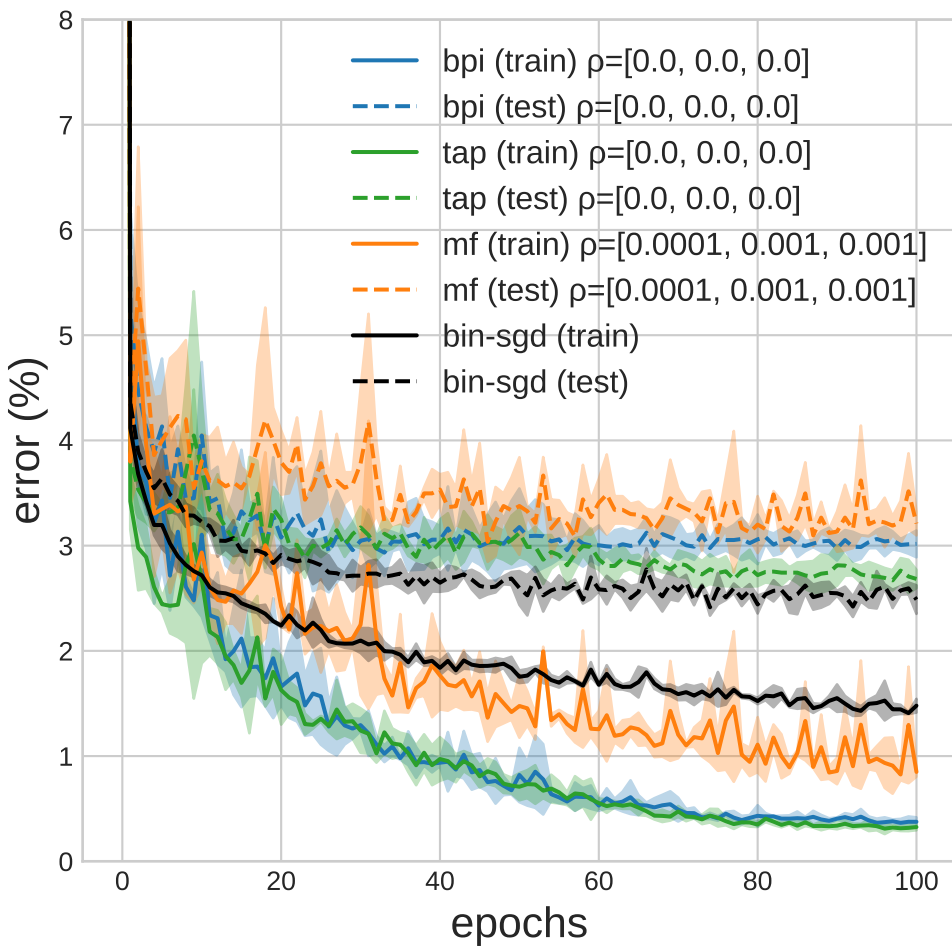 8
7
6
5
4
3
2
1
0
error (%)
bpi (train) ρ=[0.0, 0.0, 0.0]
bpi (test) ρ=[0.0, 0.0, 0.0]
tap (train) ρ=[0.0, 0.0, 0.0]
tap (test) ρ=[0.0, 0.0, 0.0]
mf (train) ρ=[0.0001, 0.001, 0.001]
mf (test) ρ=[0.0001, 0.001, 0.001]
bin-sgd (train)
bin-sgd (test)
0 20 40 60 80 100
epochs